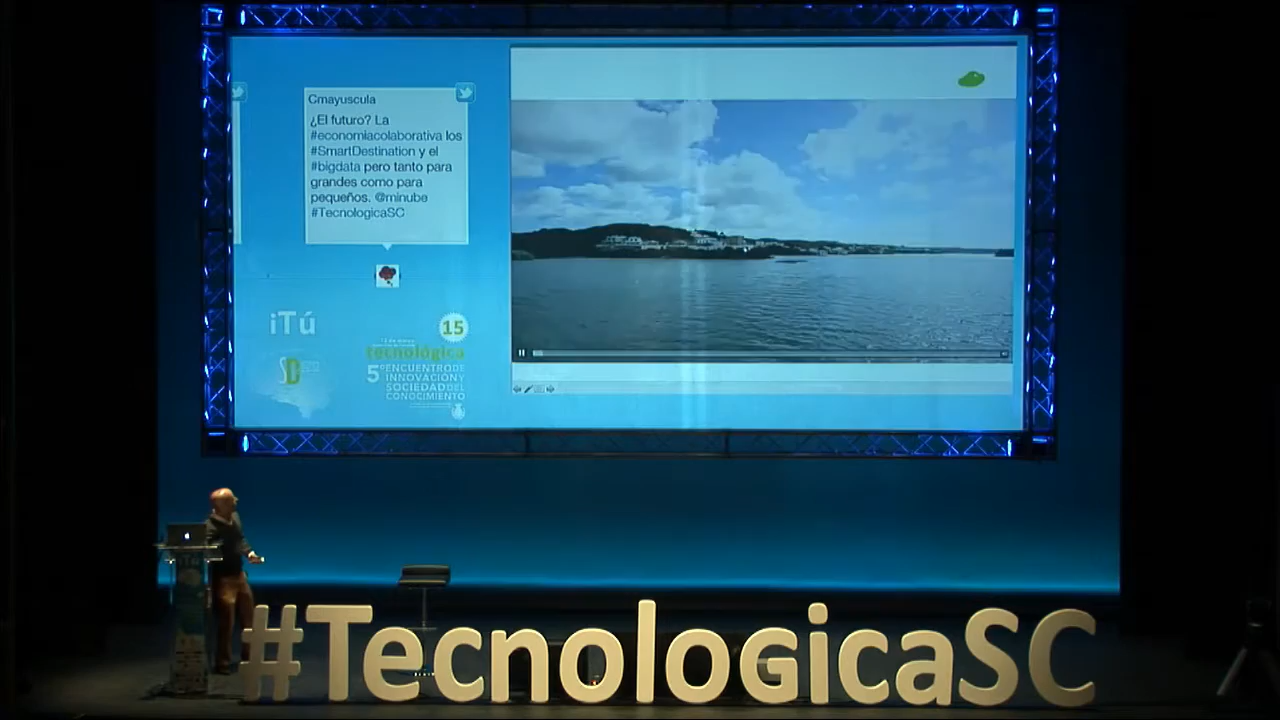 Cmayuscula
¿El futuro? La
#economiacolaborativa los
#SmartDestination y el
#bigdata pero tanto para
grandes como para
pequeños. @minube
#TecnologicaSC
iTú
15
tecnológica
5º ENCUENTRO DE
INNOVACIÓN Y
SOCIEDAD DEL
CONOCIMIENTO
#TecnologicaSC